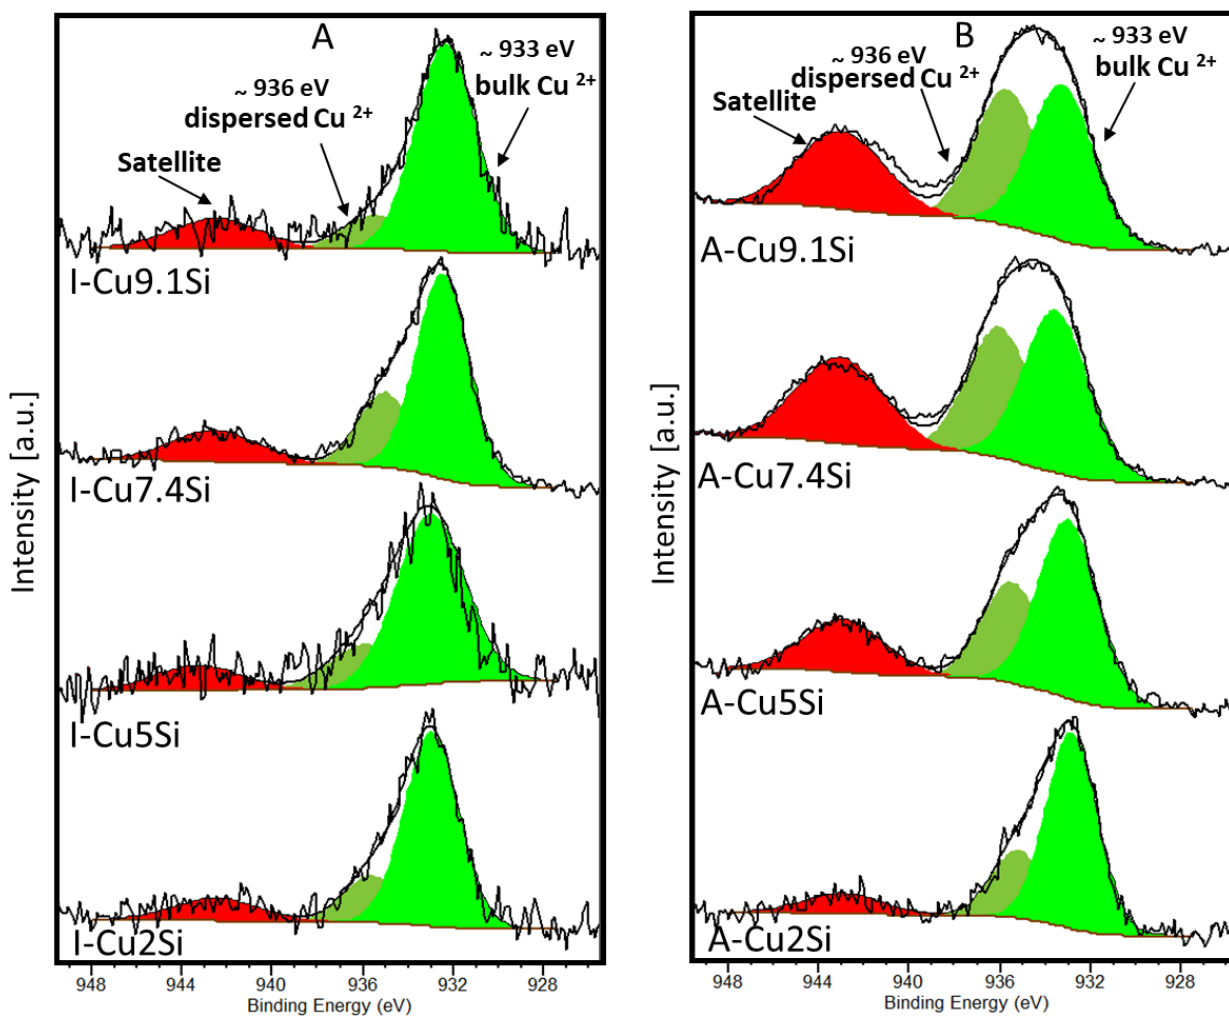 A
~ 933 eV
bulk Cu 2+
~ 936 eV
dispersed Cu 2+
Satellite
I-Cu9.1Si
I-Cu7.4Si
I-Cu5Si
I-Cu2Si
Intensity [a.u.]
948 944 940 936 932 928
Binding Energy (eV)
B
~ 933 eV
bulk Cu 2+
~ 936 eV
dispersed Cu 2+
Satellite
A-Cu9.1Si
A-Cu7.4Si
A-Cu5Si
A-Cu2Si
Intensity [a.u.]
948 944 940 936 932 928
Binding Energy (eV)